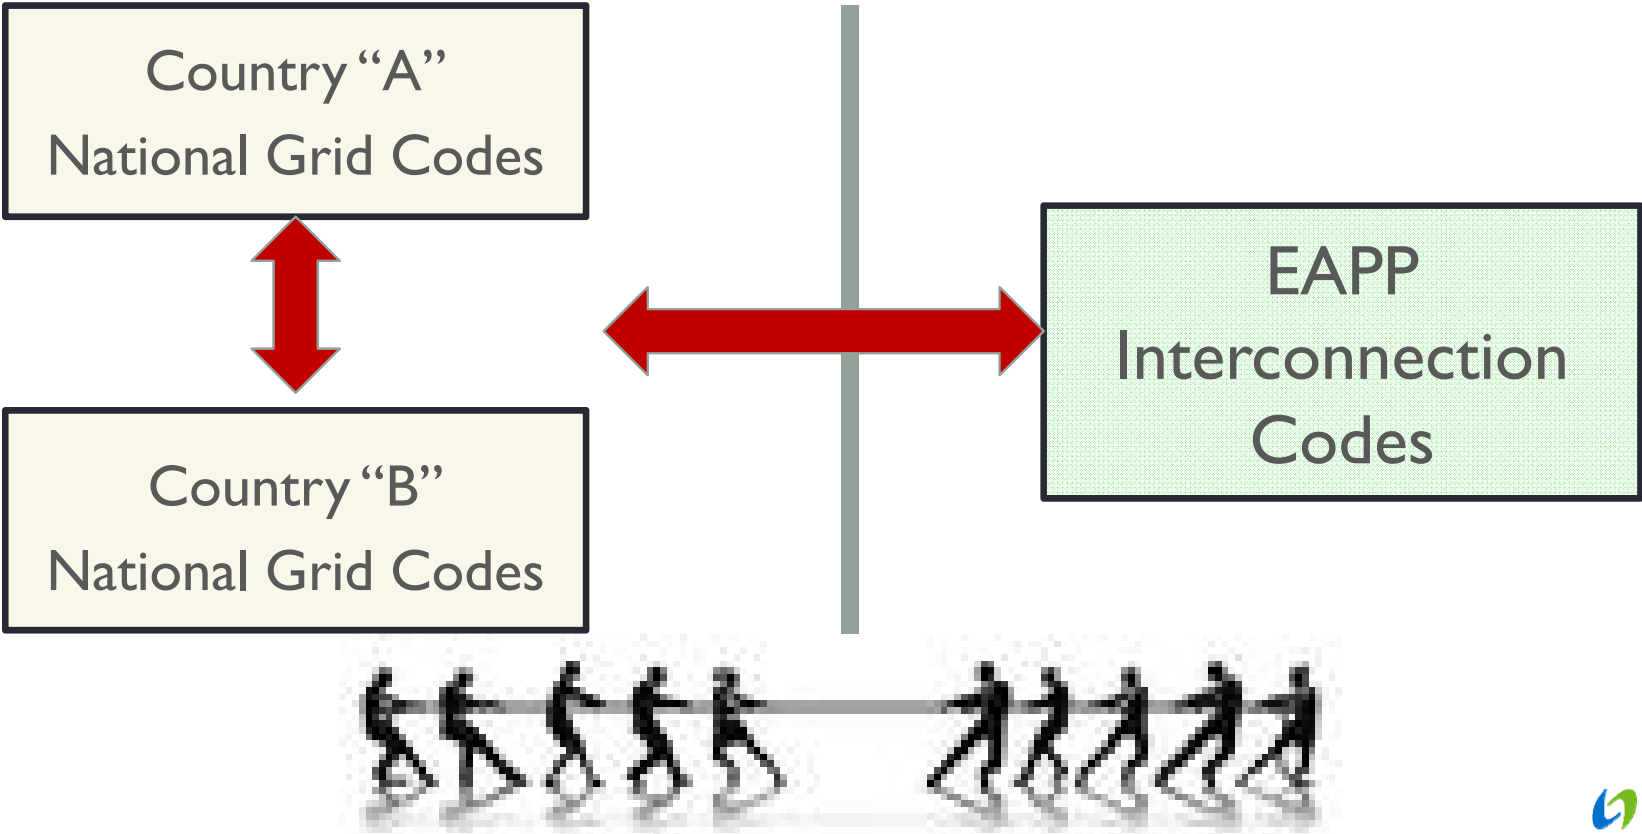 Country “A”
National Grid Codes
EAPP
Interconnection
Codes
Country “B”
National Grid Codes